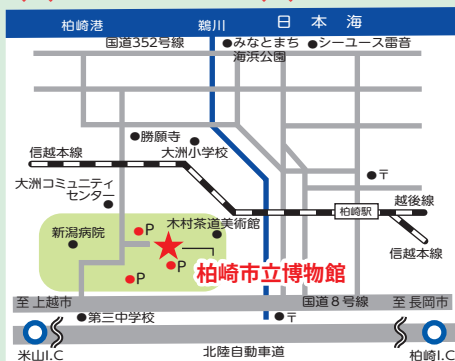 柏崎港
鵜川
日本海
国道352号線
みなとまち
海浜公園
シーユース雷音
勝願寺
大洲小学校
信越本線
〒
大洲コミュニティ
センター
柏崎駅
越後線
新潟病院
P
木村茶道美術館
信越本線
P
P
柏崎市立博物館
至上越市
国道8号線
至長岡市
第三中学校
〒
米山I.C
北陸自動車道
柏崎I.C